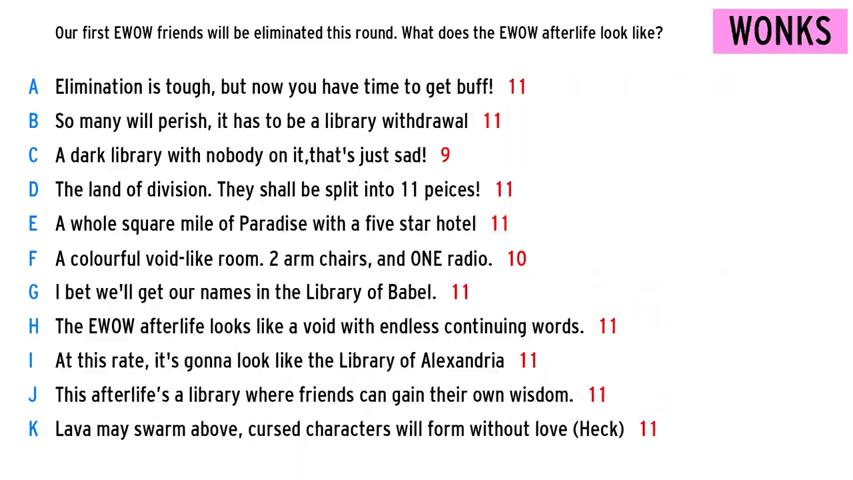 Our first EWOW friends will be eliminated this round. What does the EWOW afterlife look like?
WONKS
A Elimination is tough, but now you have time to get buff! 11
B So many will perish, it has to be a library withdrawal 11
C A dark library with nobody on it,that's just sad! 9
D The land of division. They shall be split into 11 peices! 11
E A whole square mile of Paradise with a five star hotel 11
F A colourful void-like room. 2 arm chairs, and ONE radio. 10
G I bet we'll get our names in the Library of Babel. 11
H The EWOW afterlife looks like a void with endless continuing words. 11
I At this rate, it's gonna look like the Library of Alexandria 11
J This afterlife’s a library where friends can gain their own wisdom. 11
K Lava may swarm above, cursed characters will form without love (Heck) 11